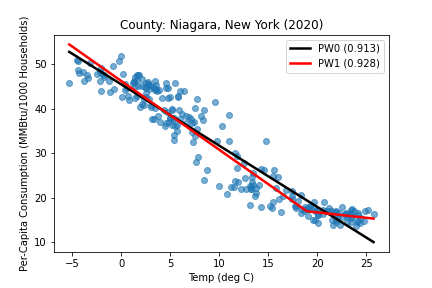 County: Niagara, New York (2020)
PW0 (0.913)
PW1 (0.928)
Per-Capita Consumption (MMBtu/1000 Households)
50
40
30
20
10
−5 0 5 10 15 20 25
Temp (deg C)